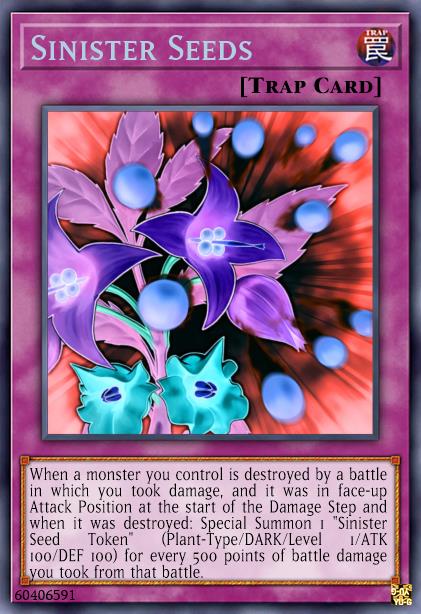 SINISTER SEEDS
TRAP
罠
[TRAP CARD]
When a monster you control is destroyed by a battle
in which you took damage, and it was in face-up
Attack Position at the start of the Damage Step and
when it was destroyed: Special Summon 1 "Sinister
Seed Token" (Plant-Type/DARK/Level 1/ATK
100/DEF 100) for every 500 points of battle damage
you took from that battle.
60406591